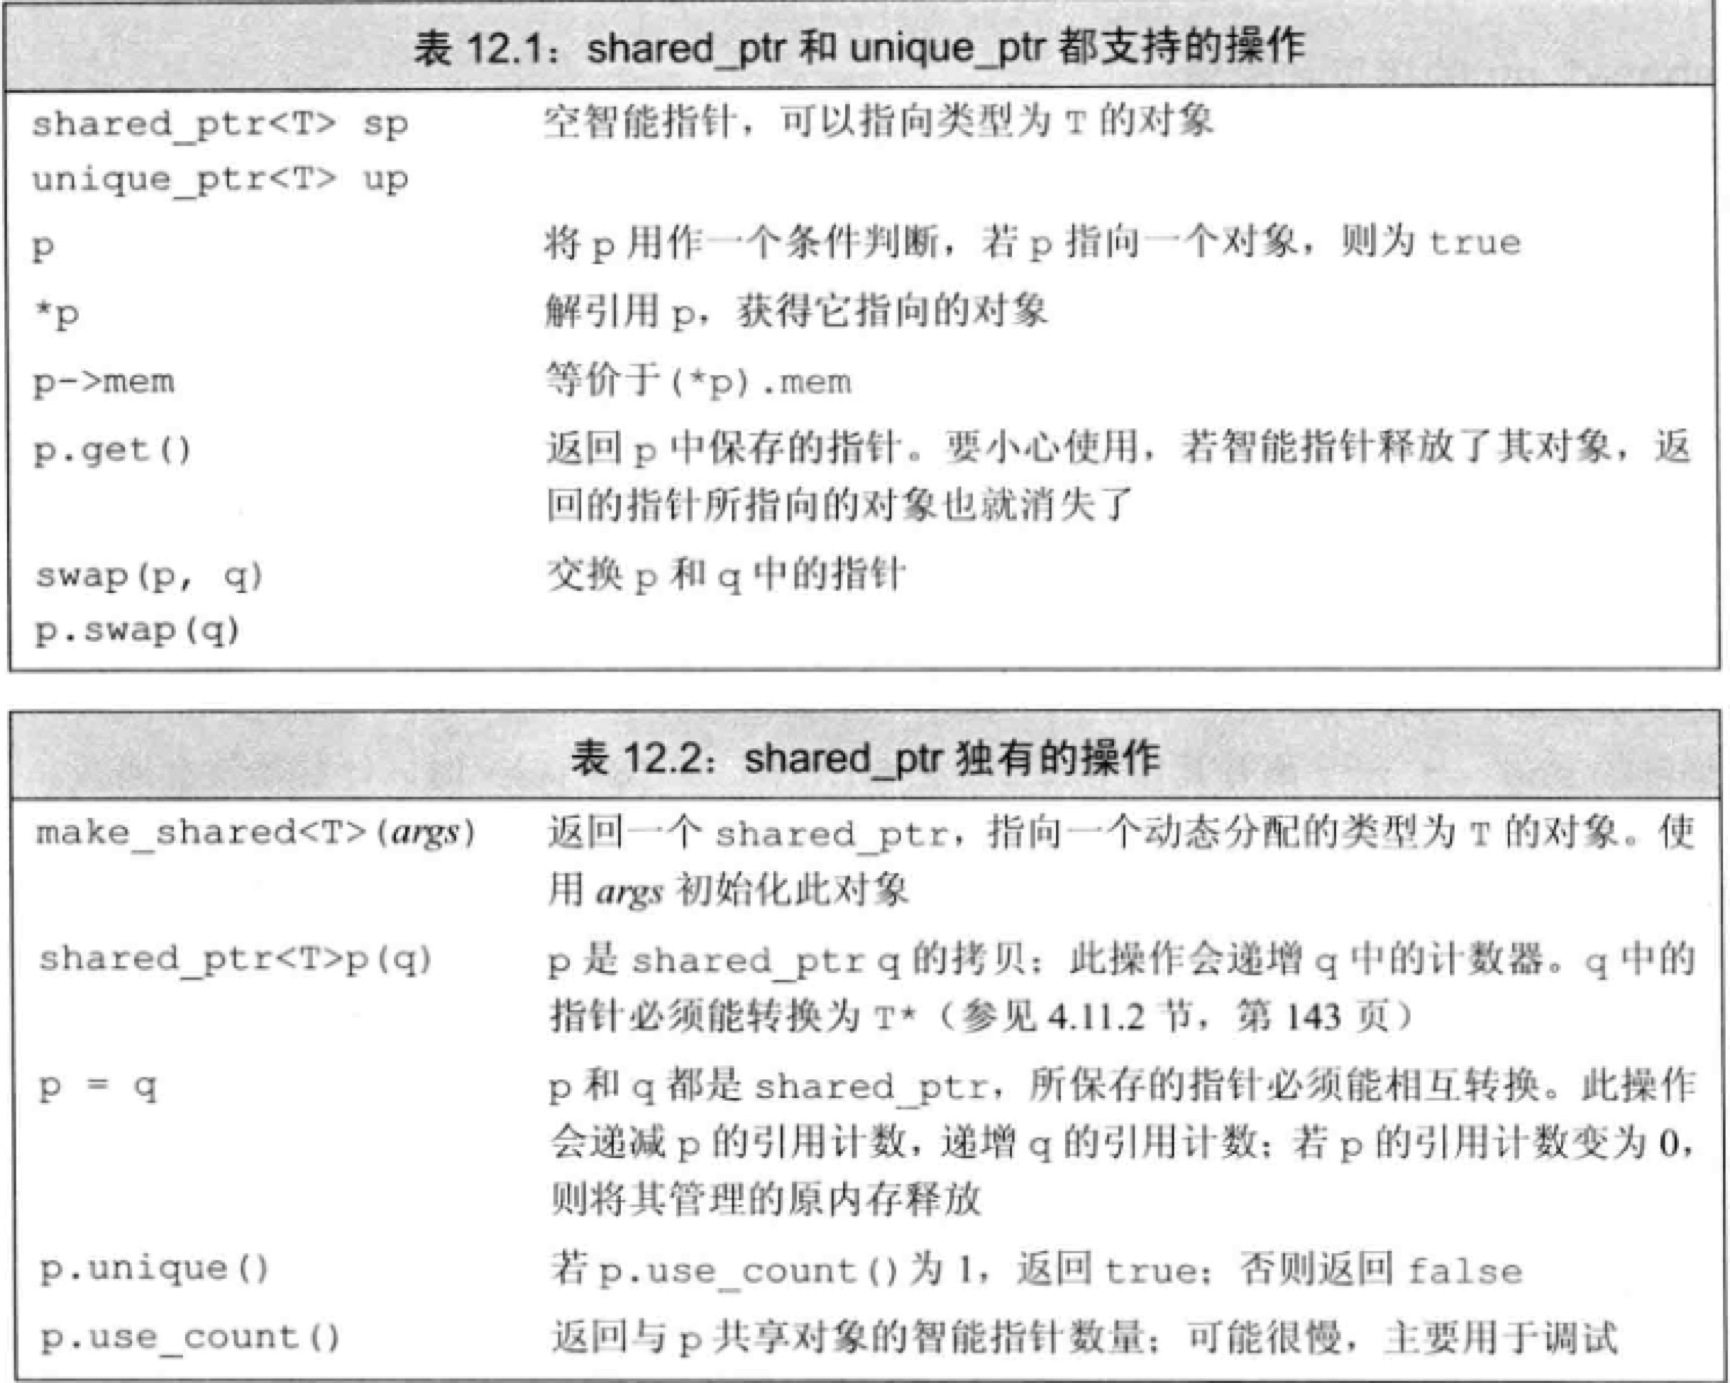 表 12.1：shared_ptr 和 unique_ptr 都支持的操作
shared_ptr<T> sp 空智能指针，可以指向类型为 T 的对象
unique_ptr<T> up
p 将 p 用作一个条件判断，若 p 指向一个对象，则为 true
*p 解引用 p，获得它指向的对象
p->mem 等价于(*p).mem
p.get() 返回 p 中保存的指针。要小心使用，若智能指针释放了其对象，返
回的指针所指向的对象也就消失了
swap(p, q) 交换 p 和 q 中的指针
p.swap(q)
表 12.2：shared_ptr 独有的操作
make_shared<T>(args) 返回一个 shared_ptr，指向一个动态分配的类型为 T 的对象。使
用 args 初始化此对象
shared_ptr<T>p(q) p 是 shared_ptr q 的拷贝；此操作会递增 q 中的计数器。q 中的
指针必须能转换为 T*（参见 4.11.2 节，第 143 页）
p = q p 和 q 都是 shared_ptr，所保存的指针必须能相互转换。此操作
会递减 p 的引用计数，递增 q 的引用计数；若 p 的引用计数变为 0，
则将其管理的原内存释放
p.unique() 若 p.use_count()为 1，返回 true；否则返回 false
p.use_count() 返回与 p 共享对象的智能指针数量；可能很慢，主要用于调试